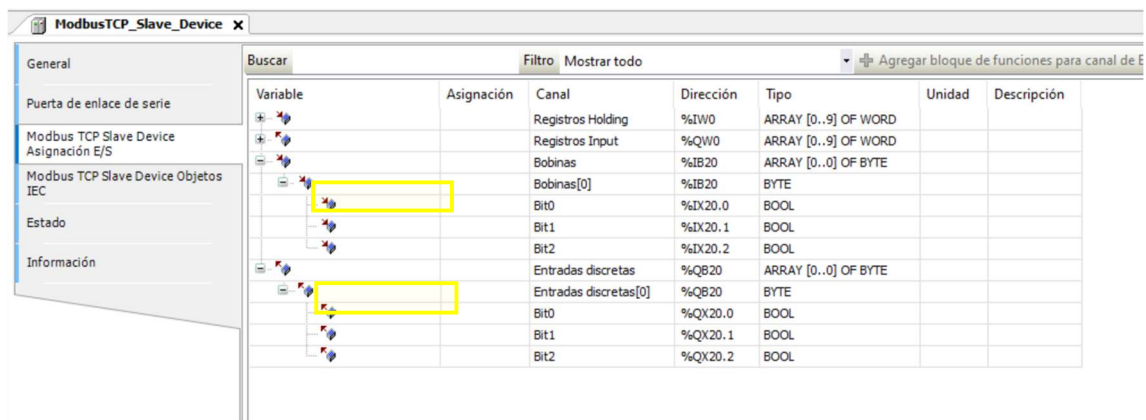 ModbusTCP_Slave_Device X
General
Puerta de enlace de serie
Modbus TCP Slave Device
Asignación E/S
Modbus TCP Slave Device Objetos
IEC
Estado
Información
Buscar Filtro Mostrar todo Agregar bloque de funciones para canal de E
Variable Asignación Canal Dirección Tipo Unidad Descripción
Registros Holding %IW0 ARRAY [0..9] OF WORD
Registros Input %QW0 ARRAY [0..9] OF WORD
Bobinas %IB20 ARRAY [0..0] OF BYTE
Bobinas[0] %IB20 BYTE
Bit0 %IX20.0 BOOL
Bit1 %IX20.1 BOOL
Bit2 %IX20.2 BOOL
Entradas discretas %QB20 ARRAY [0..0] OF BYTE
Entradas discretas[0] %QB20 BYTE
Bit0 %QX20.0 BOOL
Bit1 %QX20.1 BOOL
Bit2 %QX20.2 BOOL